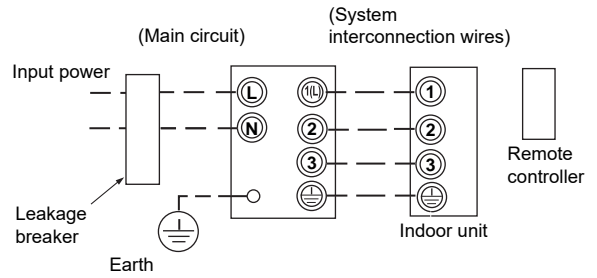 (System
interconnection wires)
(Main circuit)
Input power
L
N
1(L)
2
3
1
2
3
Remote
controller
Leakage
breaker
Earth
Indoor unit